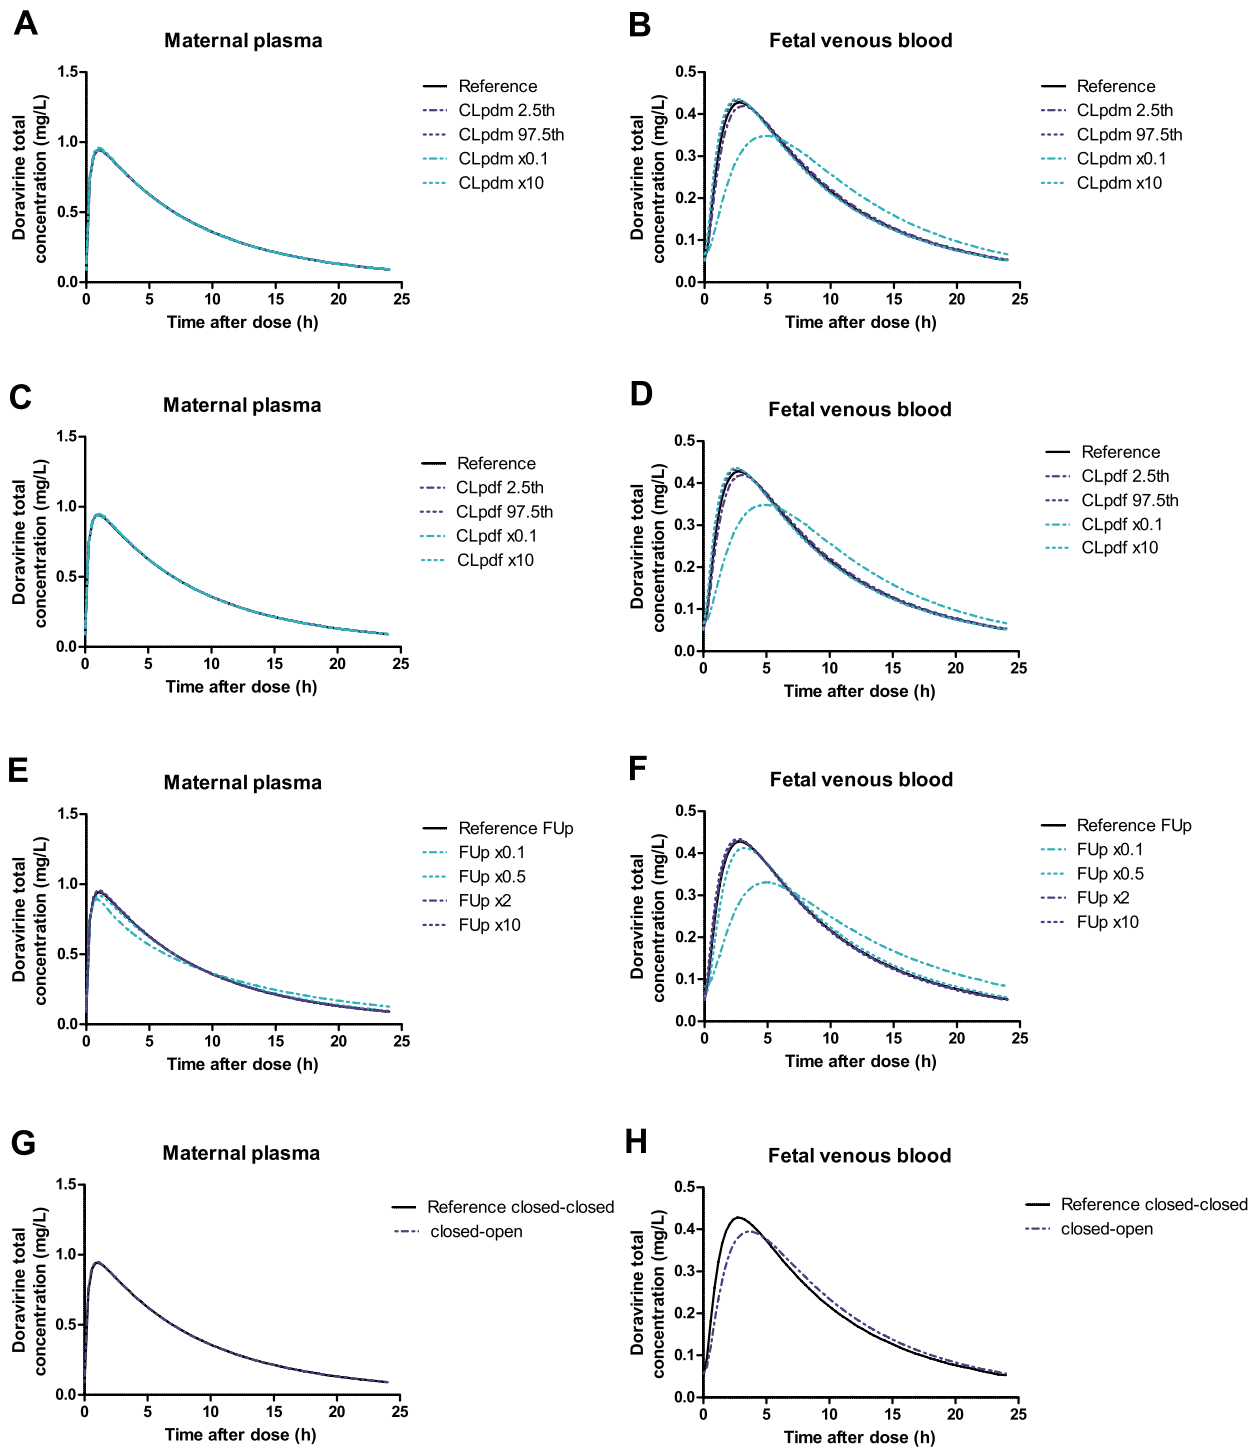 A
Maternal plasma
Doravirine total
concentration (mg/L)
1.5
1.0
0.5
0.0
0 5 10 15 20 25
Time after dose (h)
Reference
CLpdm 2.5th
CLpdm 97.5th
CLpdm x0.1
CLpdm x10
B
Fetal venous blood
Doravirine total
concentration (mg/L)
0.5
0.4
0.3
0.2
0.1
0.0
0 5 10 15 20 25
Time after dose (h)
Reference
CLpdm 2.5th
CLpdm 97.5th
CLpdm x0.1
CLpdm x10
C
Maternal plasma
Doravirine total
concentration (mg/L)
1.5
1.0
0.5
0.0
0 5 10 15 20 25
Time after dose (h)
Reference
CLpdf 2.5th
CLpdf 97.5th
CLpdf x0.1
CLpdf x10
D
Fetal venous blood
Doravirine total
concentration (mg/L)
0.5
0.4
0.3
0.2
0.1
0.0
0 5 10 15 20 25
Time after dose (h)
Reference
CLpdf 2.5th
CLpdf 97.5th
CLpdf x0.1
CLpdf x10
E
Maternal plasma
Doravirine total
concentration (mg/L)
1.5
1.0
0.5
0.0
0 5 10 15 20 25
Time after dose (h)
Reference FUp
FUp x0.1
FUp x0.5
FUp x2
FUp x10
F
Fetal venous blood
Doravirine total
concentration (mg/L)
0.5
0.4
0.3
0.2
0.1
0.0
0 5 10 15 20 25
Time after dose (h)
Reference FUp
FUp x0.1
FUp x0.5
FUp x2
FUp x10
G
Maternal plasma
Doravirine total
concentration (mg/L)
1.5
1.0
0.5
0.0
0 5 10 15 20 25
Time after dose (h)
Reference closed-closed
closed-open
H
Fetal venous blood
Doravirine total
concentration (mg/L)
0.5
0.4
0.3
0.2
0.1
0.0
0 5 10 15 20 25
Time after dose (h)
Reference closed-closed
closed-open